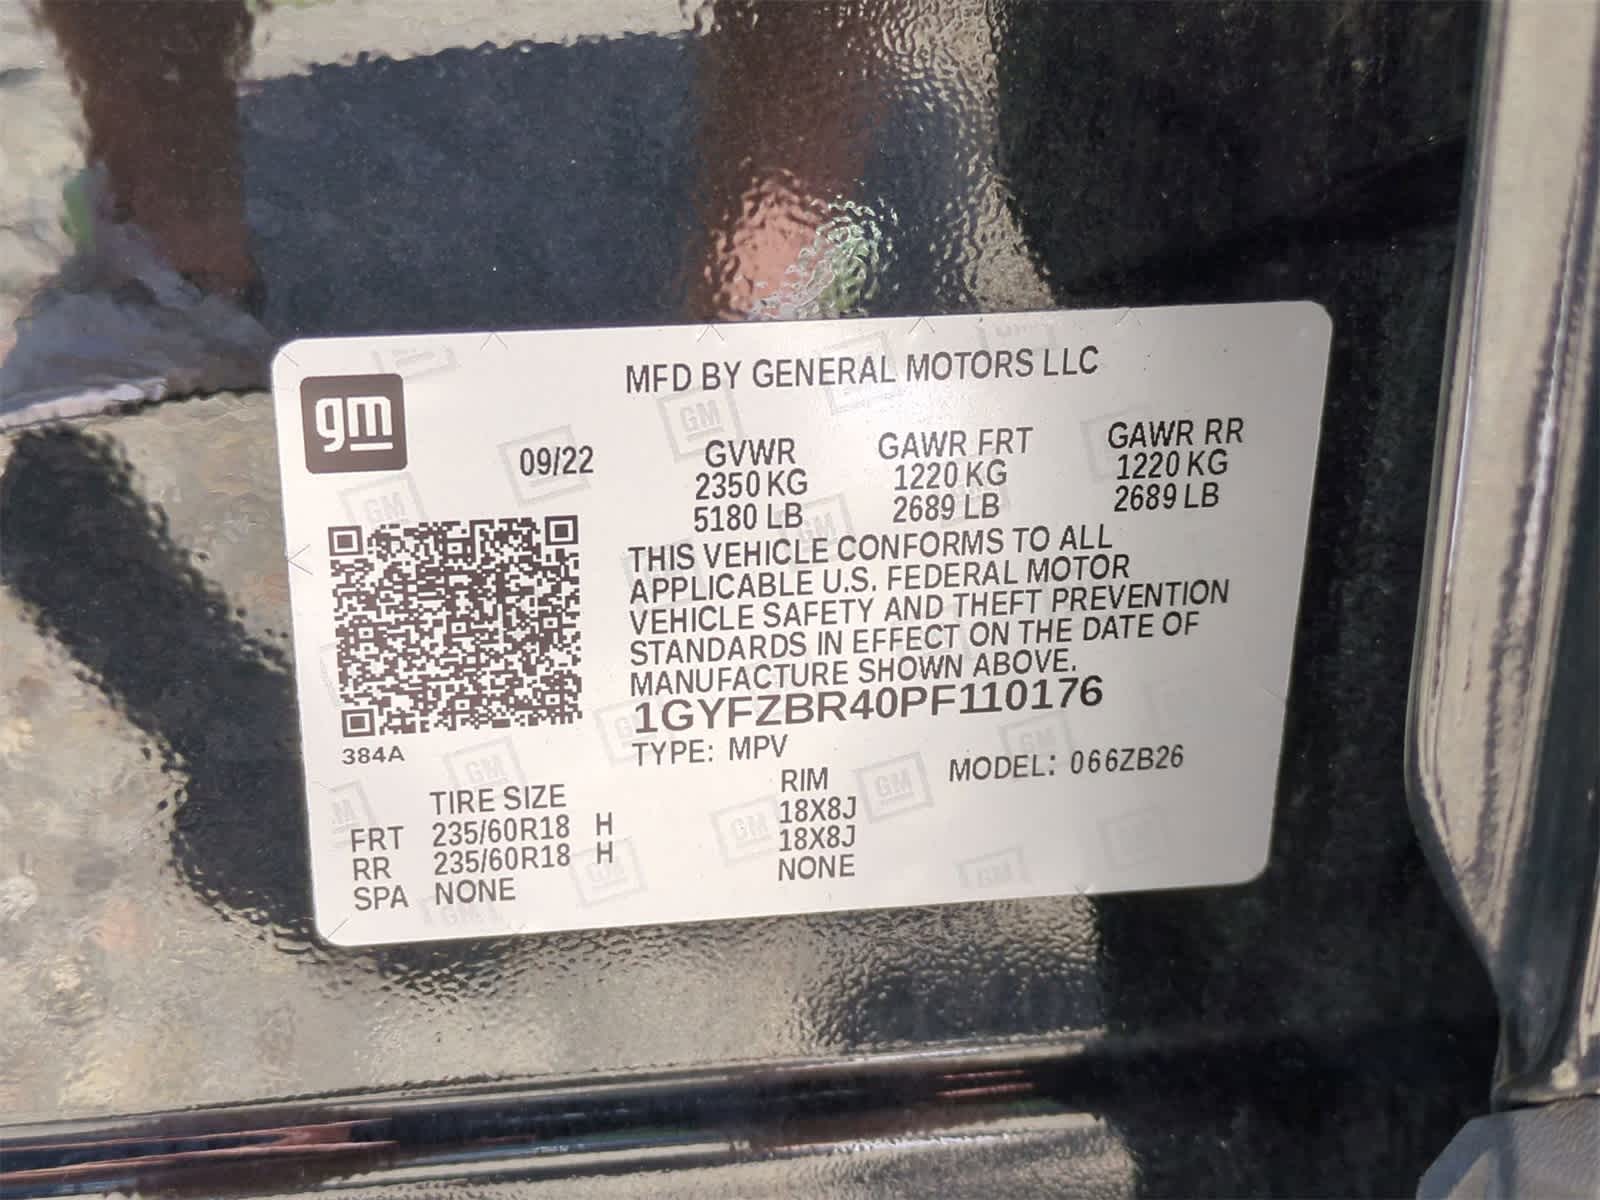 gm
MFD BY GENERAL MOTORS LLC
09/22
GVWR GAWR FRT GAWR RR
2350 KG 1220 KG 1220 KG
5180 LB 2689 LB 2689 LB
THIS VEHICLE CONFORMS TO ALL
APPLICABLE U.S. FEDERAL MOTOR
VEHICLE SAFETY AND THEFT PREVENTION
STANDARDS IN EFFECT ON THE DATE OF
MANUFACTURE SHOWN ABOVE.
1GYFZBR40PF110176
384A
TYPE: MPV MODEL: 066ZB26
TIRE SIZE RIM
FRT 235/60R18 H 18X8J
RR 235/60R18 H 18X8J
SPA NONE NONE